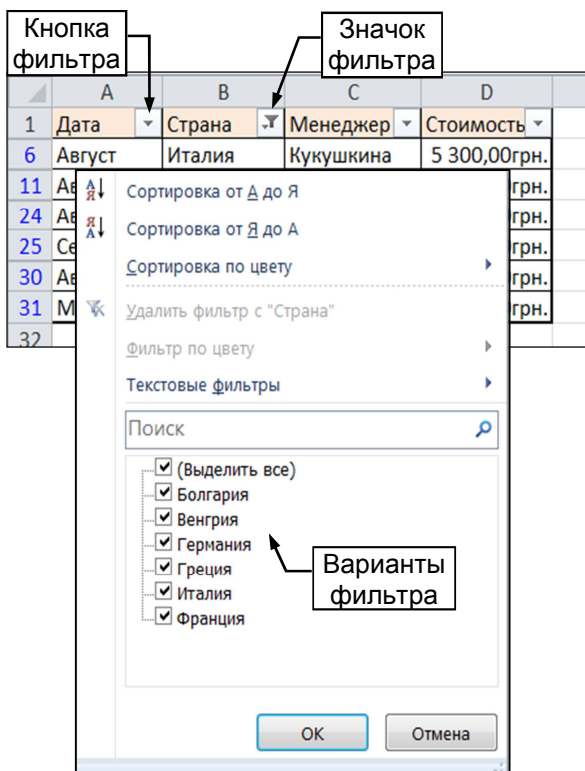 Кнопка
фильтра
Значок
фильтра
A B C D
1 Дата Страна Менеджер Стоимость
6 Август Италия Кукушкина 5 300,00грн.
11 грн.
24 грн.
25 грн.
30 грн.
31 грн.
32
Сортировка от А до Я
Сортировка от Я до А
Сортировка по цвету
Удалить фильтр с "Страна"
Фильтр по цвету
Текстовые фильтры
Поиск
(Выделить все)
Болгария
Венгрия
Германия
Греция
Италия
Франция
Варианты
фильтра
ОК Отмена